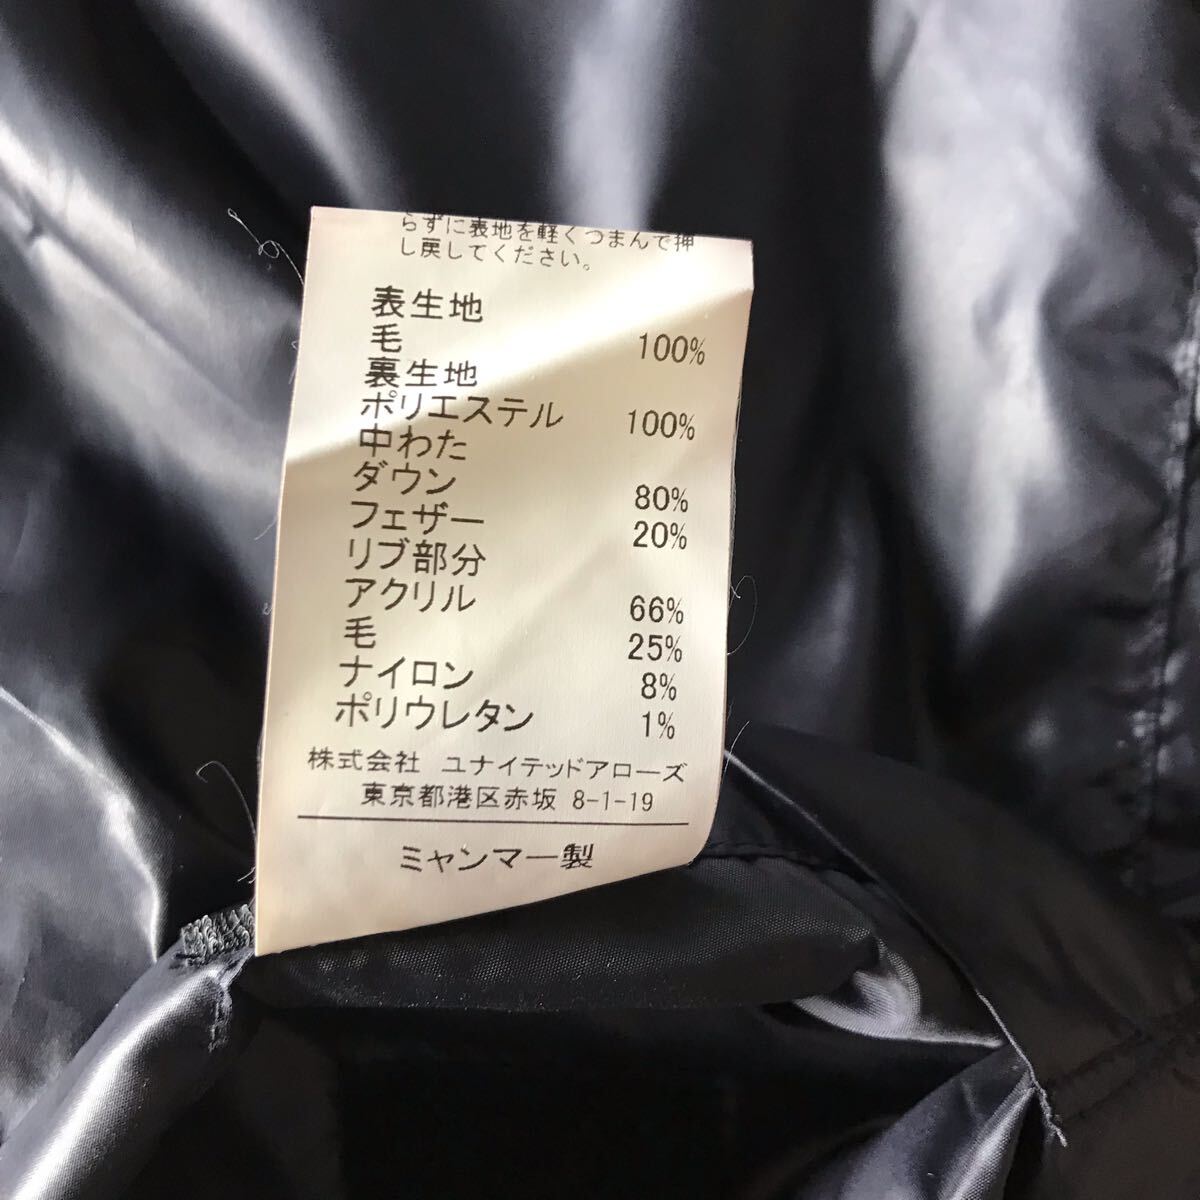 らずに表地を軽くつまんで押
し戻してください。
表生地
毛 100%
裏生地
ポリエステル 100%
中わた
ダウン 80%
フェザー 20%
リブ部分
アクリル 66%
毛 25%
ナイロン 8%
ポリウレタン 1%
株式会社 ユナイテッドアローズ
東京都港区赤坂 8-1-19
ミャンマー製